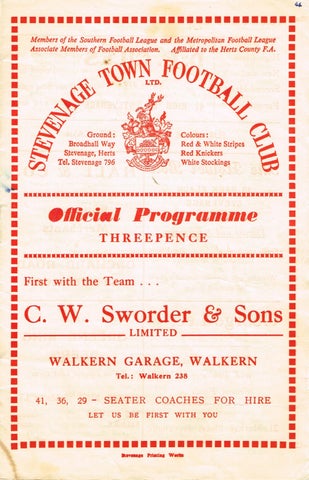 Members of the Southern Football League and the Metropolitan Football League
Associate Members of Football Association. Affiliated to the Herts County F.A.
STEVENAGE TOWN FOOTBALL CLUB
LTD.
Ground:
Broadhall Way
Stevenage, Herts
Tel. Stevenage 796
Colours:
Red & White Stripes
Red Knickers
White Stockings
Official Programme
THREEPENCE
First with the Team . . .
C. W. Sworder & Sons
LIMITED
WALKERN GARAGE, WALKERN
Tel.: Walkern 238
41, 36, 29 - SEATER COACHES FOR HIRE
LET US BE FIRST WITH YOU
Stevenage Printing Works